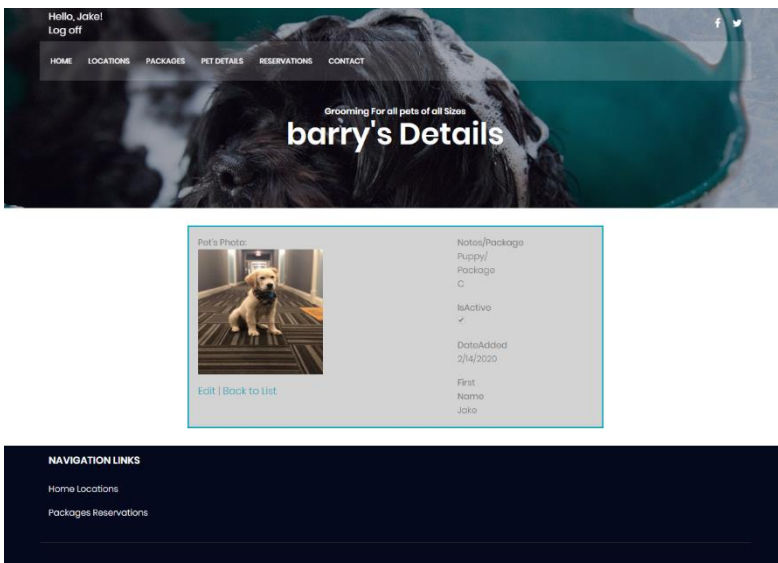 Hello, Jake!
Log off
HOME LOCATIONS PACKAGES PET DETAILS RESERVATIONS CONTACT
Grooming For all pets of all Sizes
barry's Details
Pet's Photo:
Edit | Back to List
Notes/Package
Puppy/
Package
C
IsActive
DateAdded
2/14/2020
First
Name
Jake
NAVIGATION LINKS
Home Locations
Packages Reservations